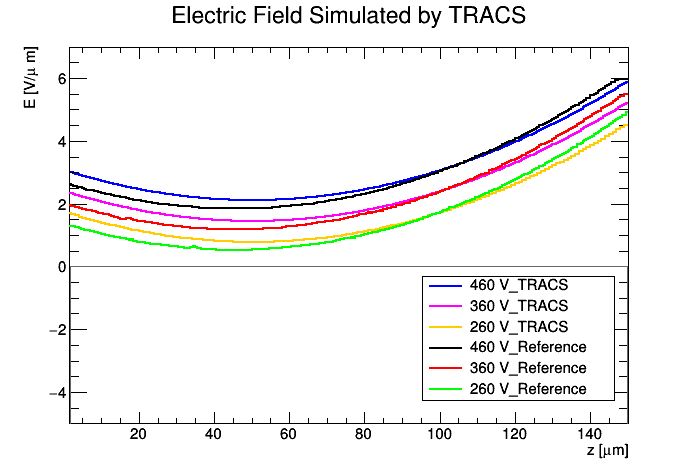 Electric Field Simulated by TRACS
E [V/μ m]
6
4
2
0
−2
−4
20 40 60 80 100 120 140
z [μm]
460 V_TRACS
360 V_TRACS
260 V_TRACS
460 V_Reference
360 V_Reference
260 V_Reference